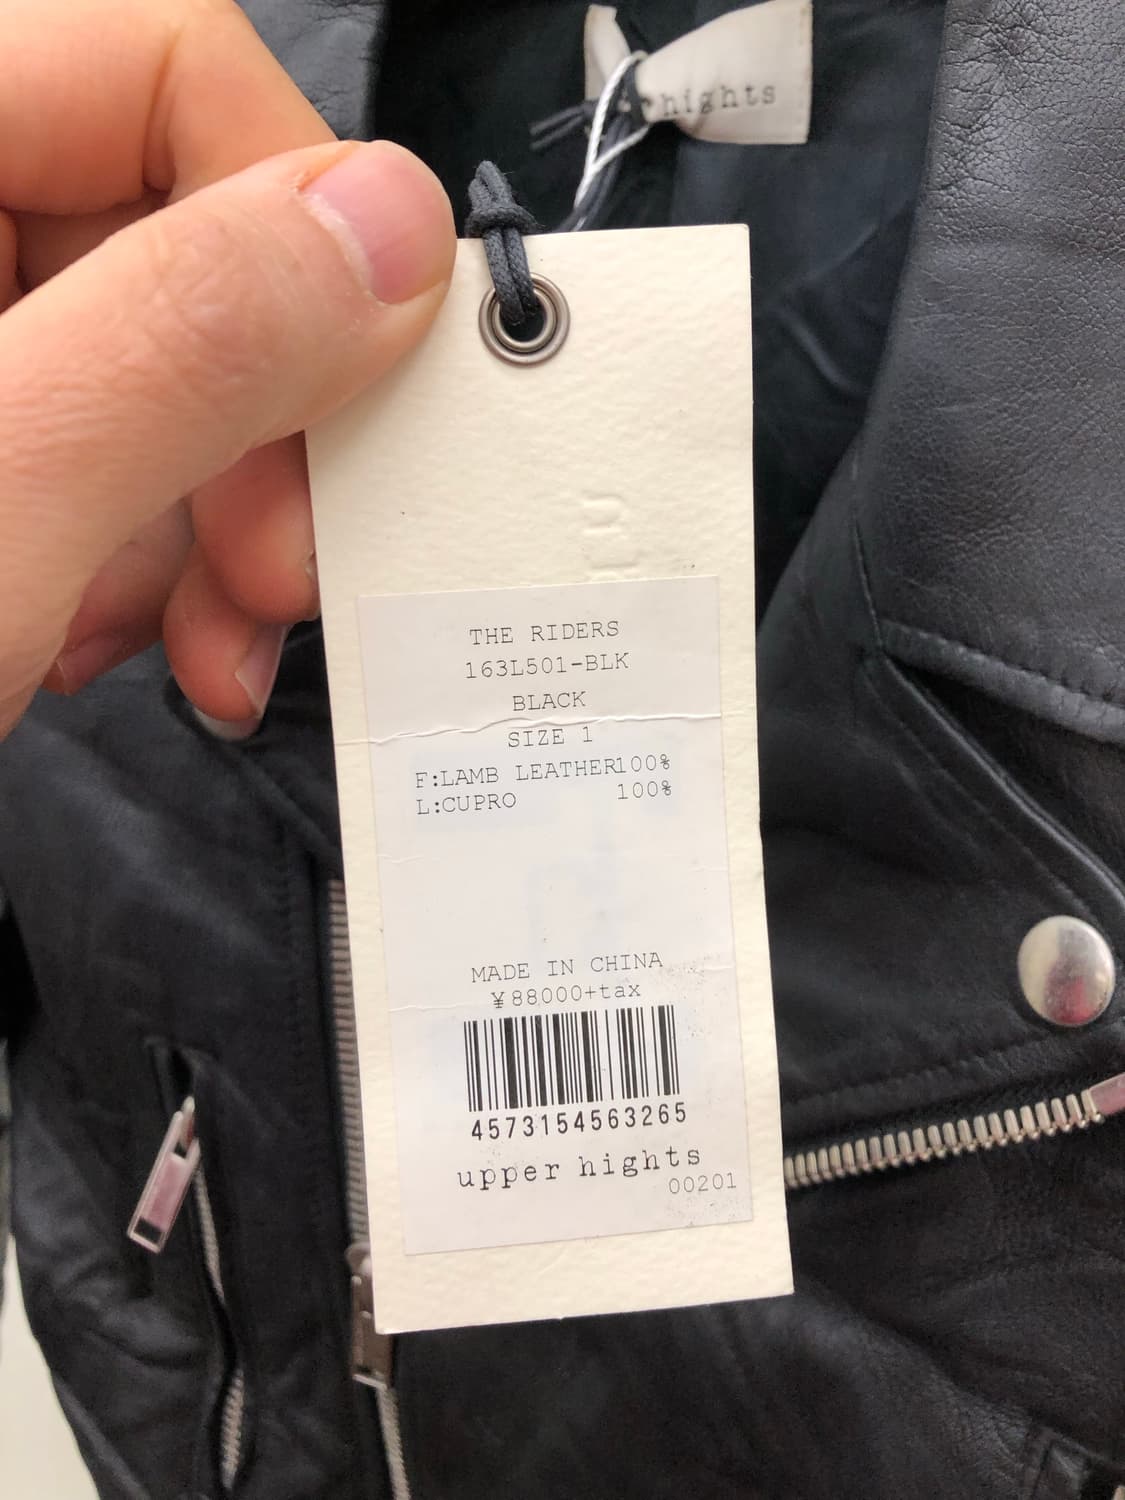 hights
THE RIDERS
163L501-BLK
BLACK
SIZE 1
F:LAMB LEATHER100%
L:CUPRO 100%
MADE IN CHINA
¥88000+tax
4573154563265
upper hights
00201